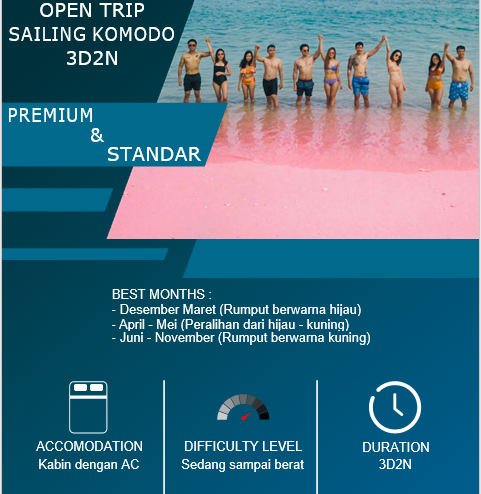 OPEN TRIP
SAILING KOMODO
3D2N
PREMIUM
&
STANDAR
BEST MONTHS :
- Desember Maret (Rumput berwarna hijau)
- April - Mei (Peralihan dari hijau - kuning)
- Juni - November (Rumput berwarna kuning)
ACCOMODATION
Kabin dengan AC
DIFFICULTY LEVEL
Sedang sampai berat
DURATION
3D2N